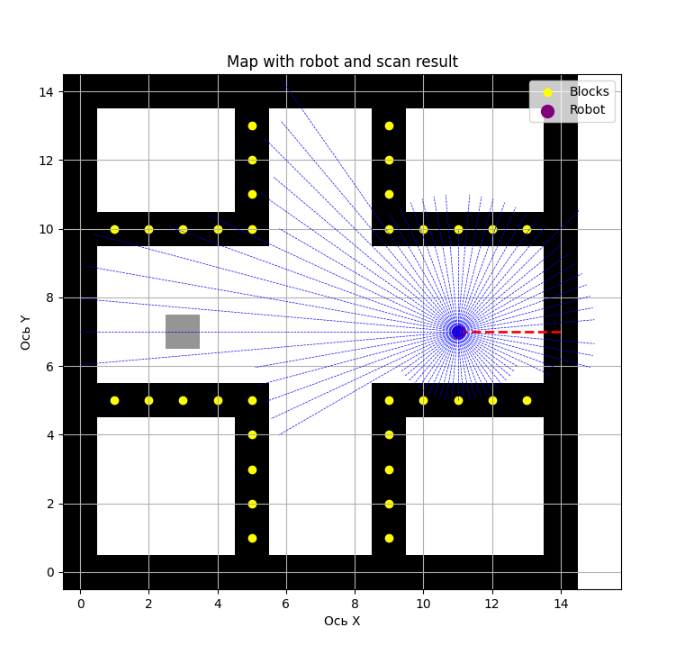 Map with robot and scan result
Blocks
Robot
Ось Y
14
12
10
8
6
4
2
0
0 2 4 6 8 10 12 14
Ось X